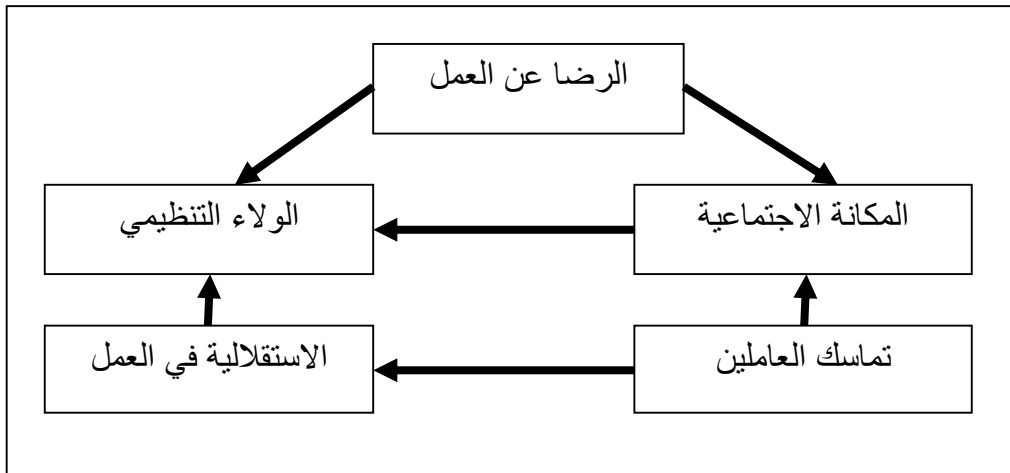 الرضا عن العمل
المكانة الاجتماعية
الولاء التنظيمي
تماسك العاملين
الاستقلالية في العمل